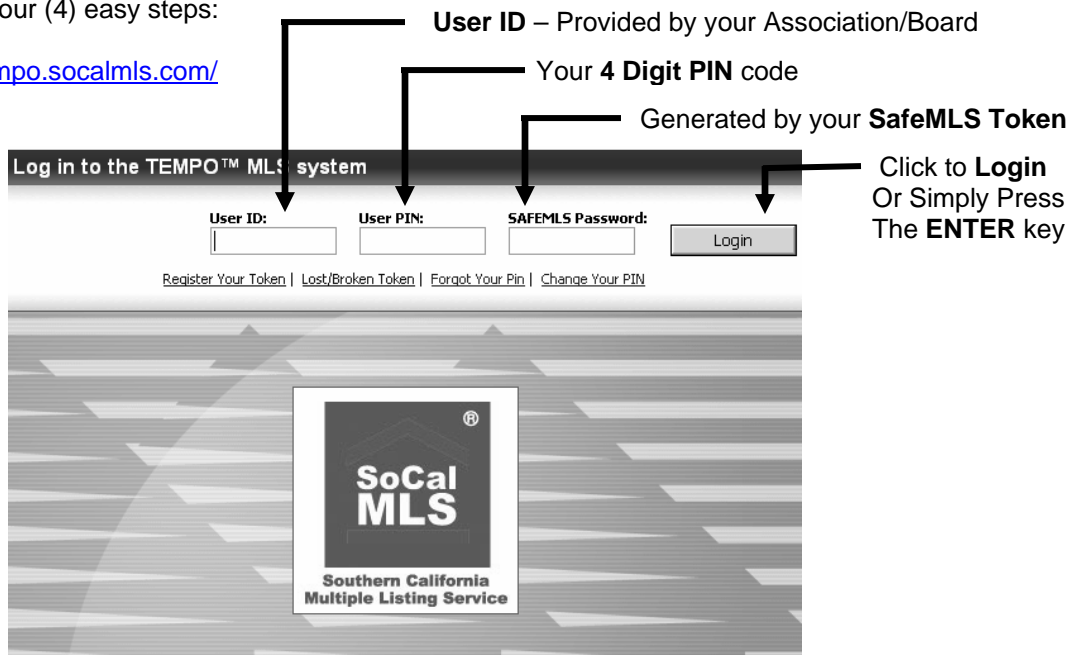 our (4) easy steps:
User ID – Provided by your Association/Board
mpo.socalmls.com/
Your 4 Digit PIN code
Generated by your SafeMLS Token
Log in to the TEMPO™ MLS system
Click to Login
Or Simply Press
The ENTER key
User ID:
User PIN:
SAFEMLS Password:
Login
Register Your Token | Lost/Broken Token | Forgot Your Pin | Change Your PIN
®
SoCal
MLS
Southern California
Multiple Listing Service